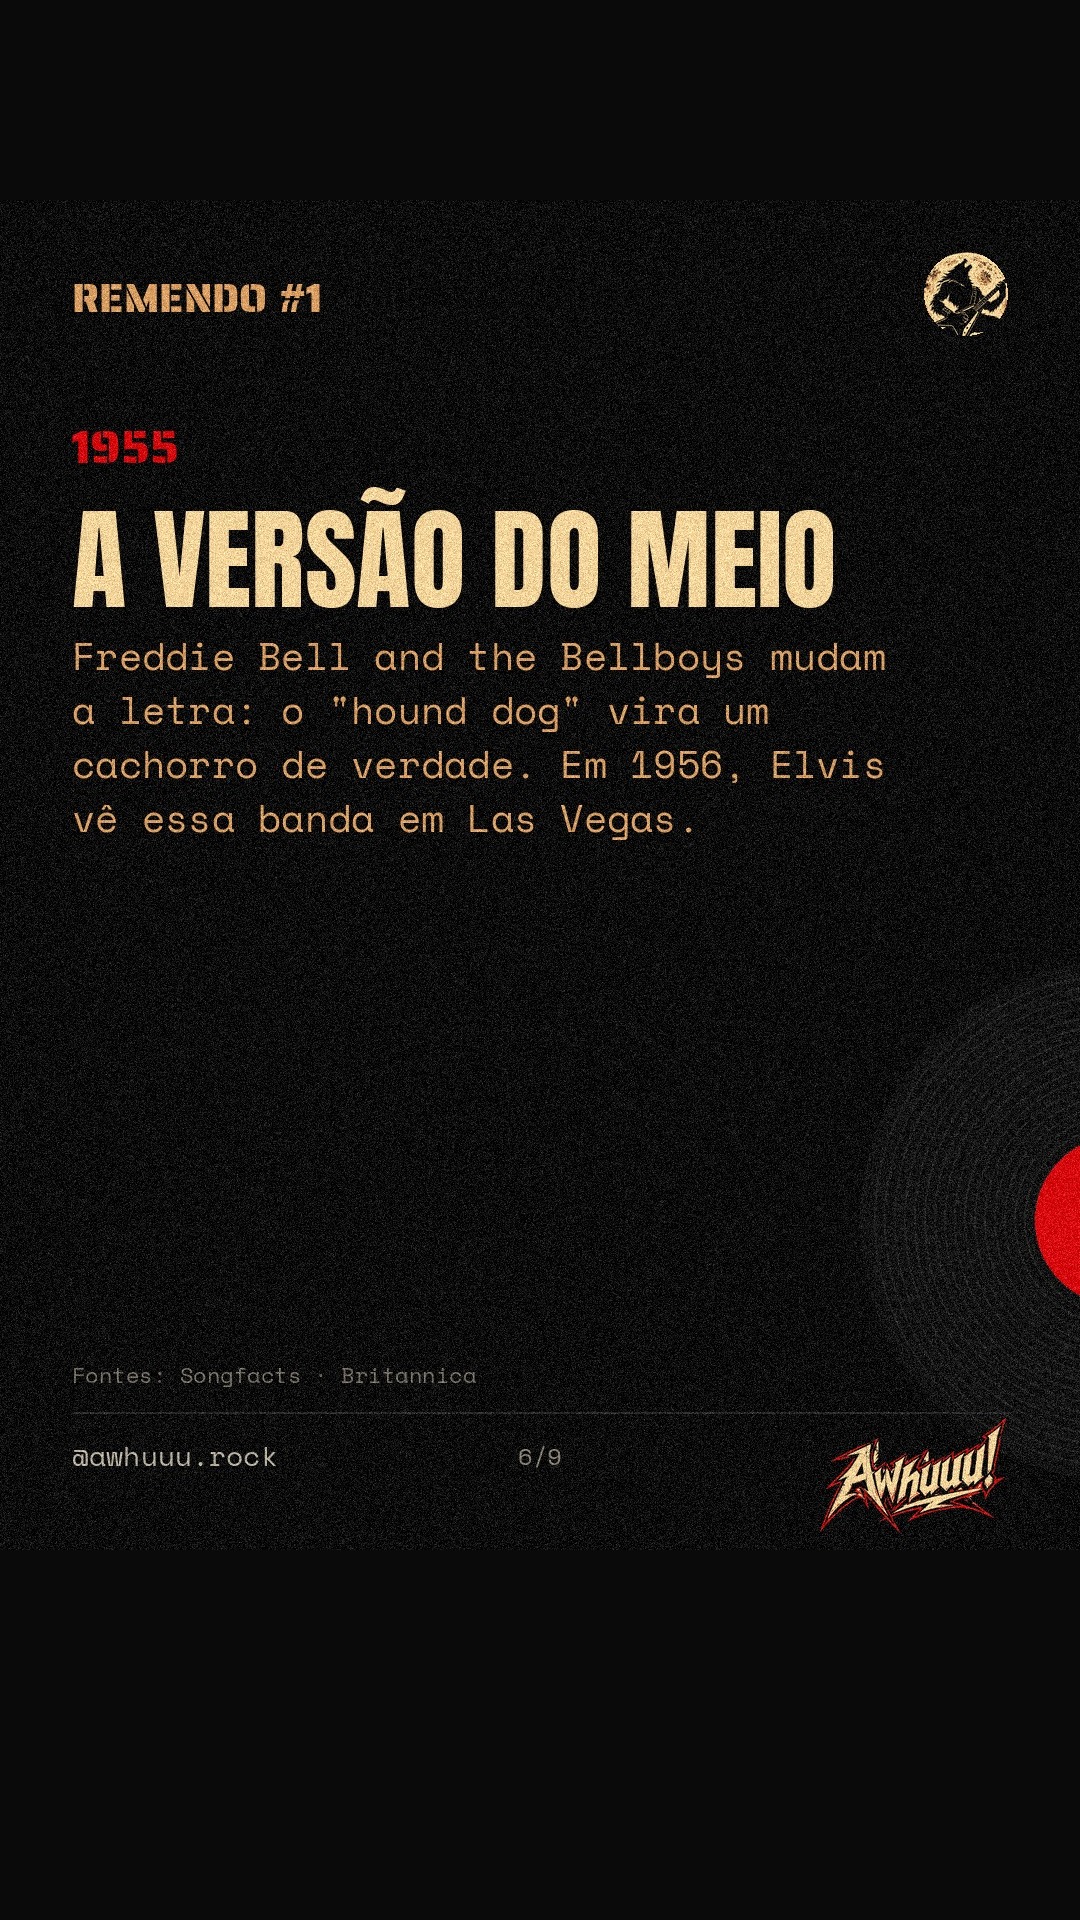 REMENDO #1
1955
A VERSÃO DO MEIO
Freddie Bell and the Bellboys mudam
a letra: o "hound dog" vira um
cachorro de verdade. Em 1956, Elvis
vê essa banda em Las Vegas.
Fontes: Songfacts · Britannica
@awhuuu.rock
6/9
Awhuuu!